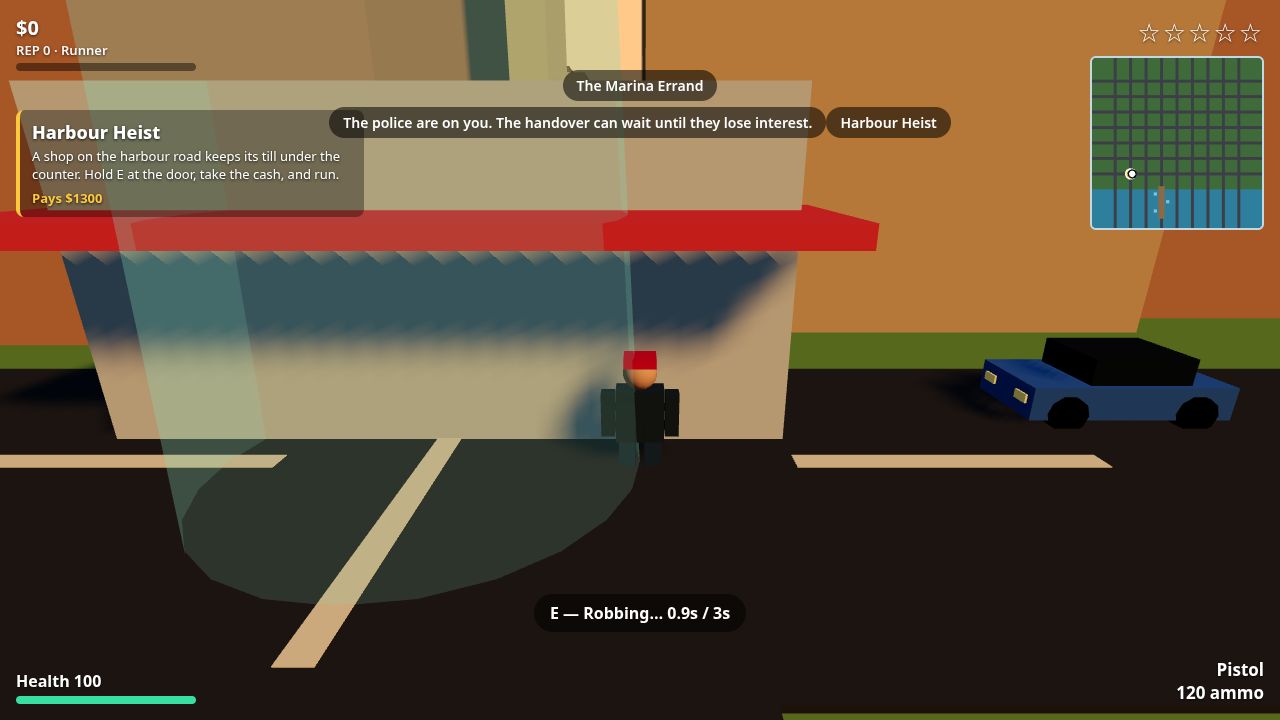 $0
REP 0 · Runner
☆☆☆☆☆
The Marina Errand
The police are on you. The handover can wait until they lose interest.
Harbour Heist
Harbour Heist
A shop on the harbour road keeps its till under the
counter. Hold E at the door, take the cash, and run.
Pays $1300
E — Robbing... 0.9s / 3s
Health 100
Pistol
120 ammo